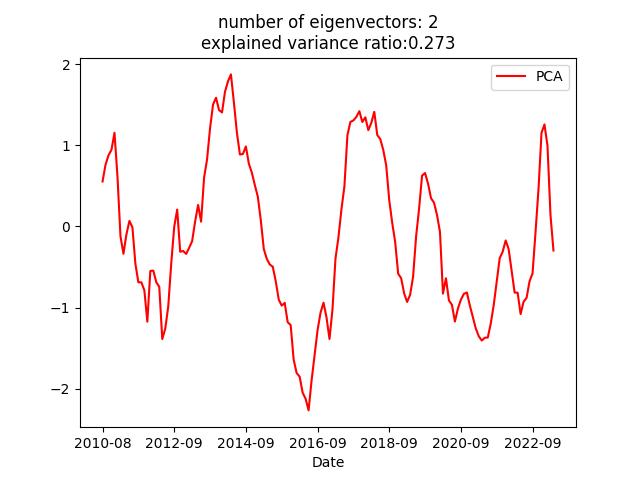 number of eigenvectors: 2
explained variance ratio:0.273
PCA
2
1
0
−1
−2
2010-08 2012-09 2014-09 2016-09 2018-09 2020-09 2022-09
Date